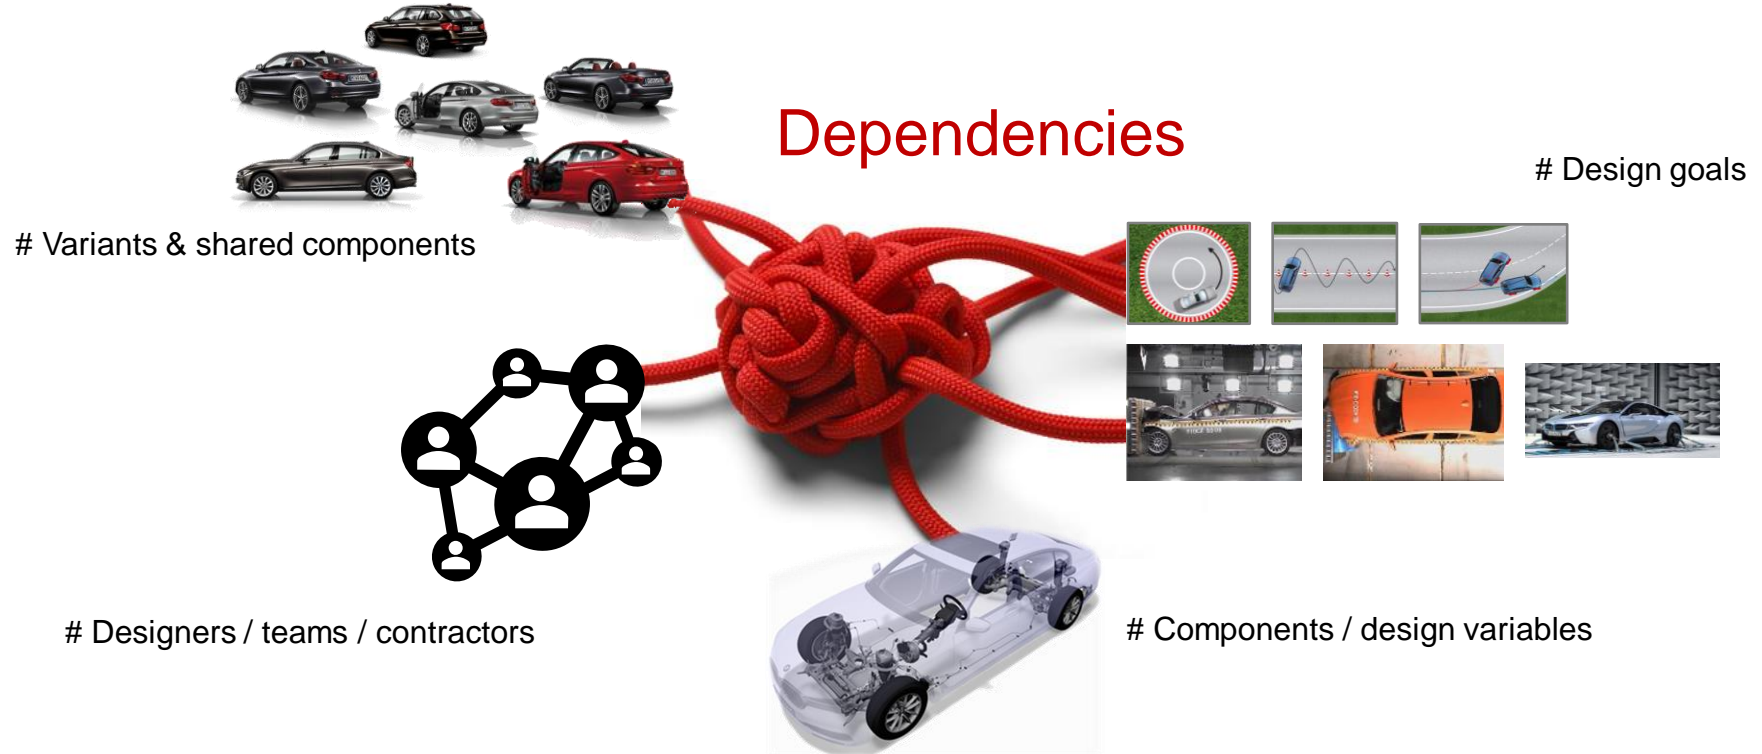 Dependencies
# Design goals
# Variants & shared components
# Designers / teams / contractors
# Components / design variables